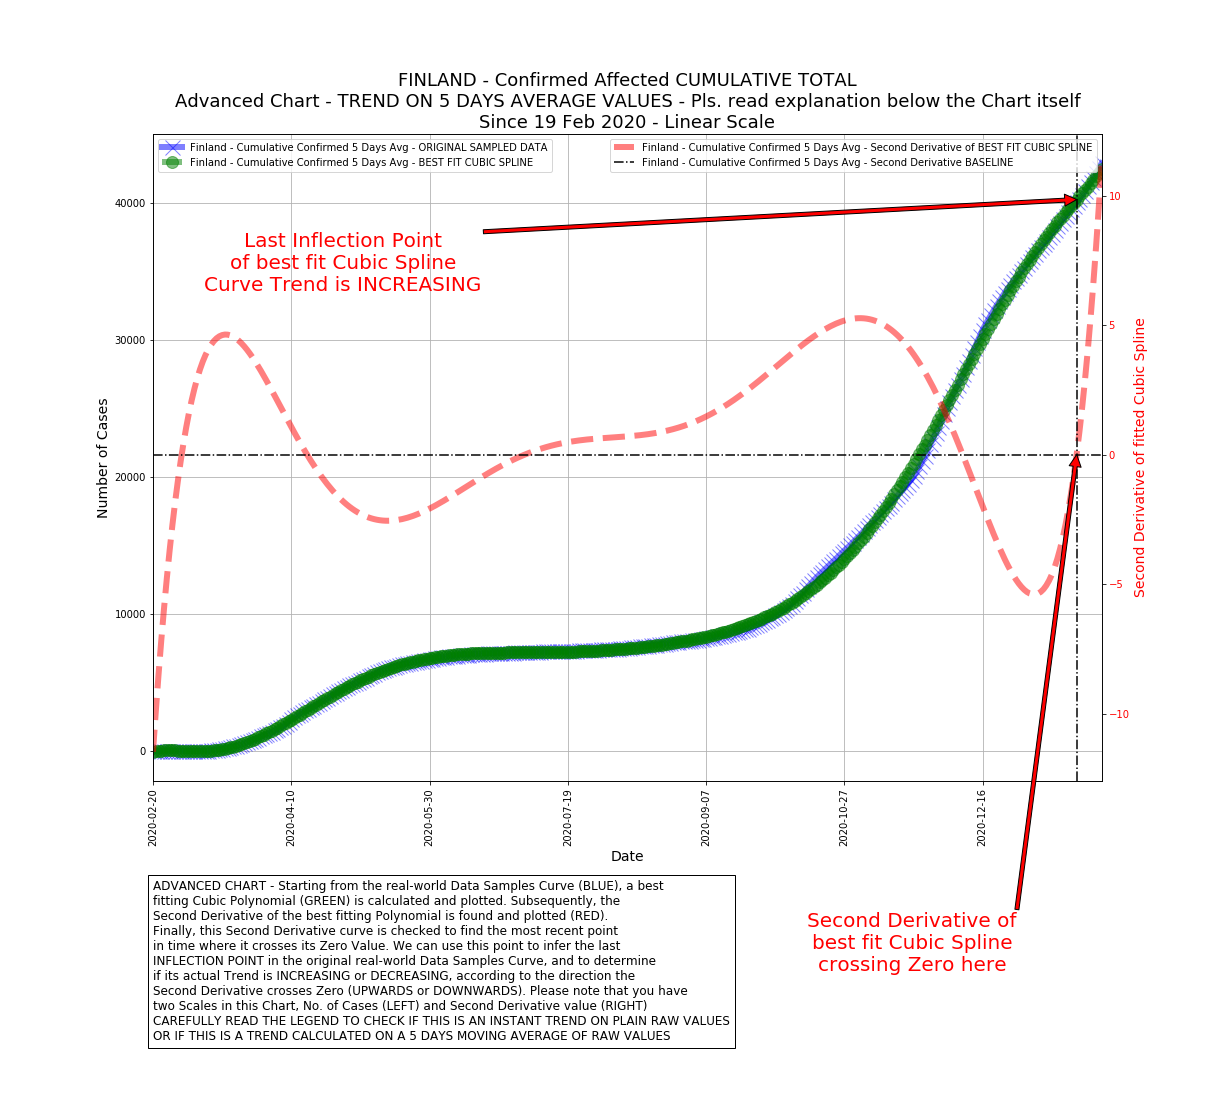 FINLAND - Confirmed Affected CUMULATIVE TOTAL
Advanced Chart - TREND ON 5 DAYS AVERAGE VALUES - Pls. read explanation below the Chart itself
Since 19 Feb 2020 - Linear Scale
Finland - Cumulative Confirmed 5 Days Avg - ORIGINAL SAMPLED DATA
Finland - Cumulative Confirmed 5 Days Avg - BEST FIT CUBIC SPLINE
Finland - Cumulative Confirmed 5 Days Avg - Second Derivative of BEST FIT CUBIC SPLINE
Finland - Cumulative Confirmed 5 Days Avg - Second Derivative BASELINE
Last Inflection Point
of best fit Cubic Spline
Curve Trend is INCREASING
Number of Cases
40000
30000
20000
10000
0
10
5
0
−5
−10
Second Derivative of fitted Cubic Spline
2020-02-20
2020-04-10
2020-05-30
2020-07-19
2020-09-07
2020-10-27
2020-12-16
Date
ADVANCED CHART - Starting from the real-world Data Samples Curve (BLUE), a best
fitting Cubic Polynomial (GREEN) is calculated and plotted. Subsequently, the
Second Derivative of the best fitting Polynomial is found and plotted (RED).
Finally, this Second Derivative curve is checked to find the most recent point
in time where it crosses its Zero Value. We can use this point to infer the last
INFLECTION POINT in the original real-world Data Samples Curve, and to determine
if its actual Trend is INCREASING or DECREASING, according to the direction the
Second Derivative crosses Zero (UPWARDS or DOWNWARDS). Please note that you have
two Scales in this Chart, No. of Cases (LEFT) and Second Derivative value (RIGHT)
CAREFULLY READ THE LEGEND TO CHECK IF THIS IS AN INSTANT TREND ON PLAIN RAW VALUES
OR IF THIS IS A TREND CALCULATED ON A 5 DAYS MOVING AVERAGE OF RAW VALUES
Second Derivative of
best fit Cubic Spline
crossing Zero here